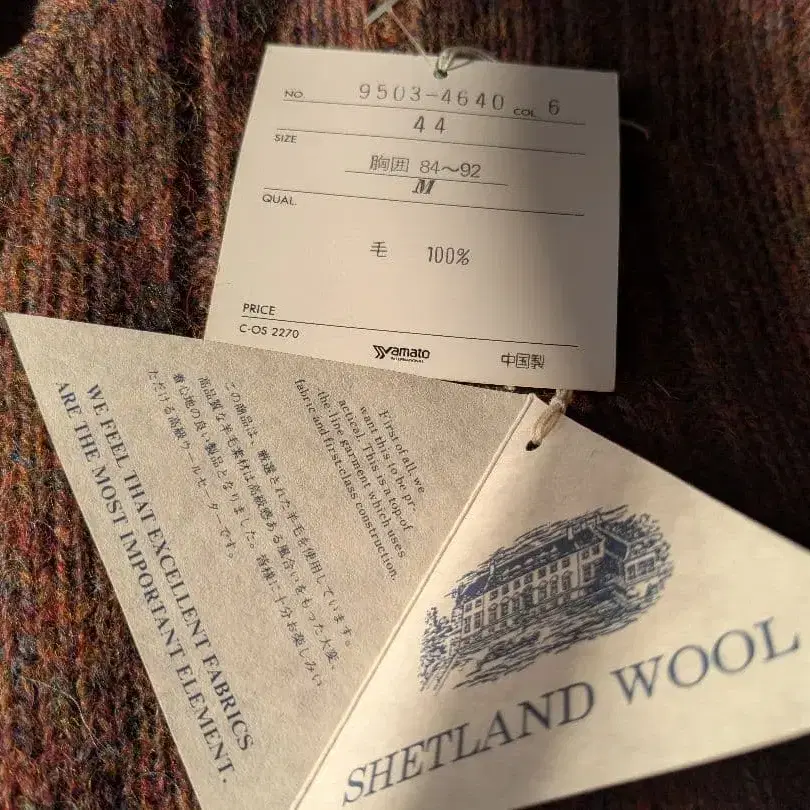 NO. 9503-4640 COL. 6
44
SIZE
胸囲 84〜92
M
QUAL.
毛 100%
PRICE
C-OS 2270
yamato
INTERNATIONAL
中国製
First of all, we
want this to be pr-
actical. This is a top-of
-the line garment which uses
fabric and first-class construction.
この商品は、厳選された羊毛を使用しています。
高品質な羊毛素材は高級感ある風合いをもった大変、
着心地の良い製品となりました。皆様に十分お楽しみい
ただける高級ウールセーターです。
WE FEEL THAT EXCELLENT FABRICS
ARE THE MOST IMPORTANT ELEMENT.
SHETLAND WOOL